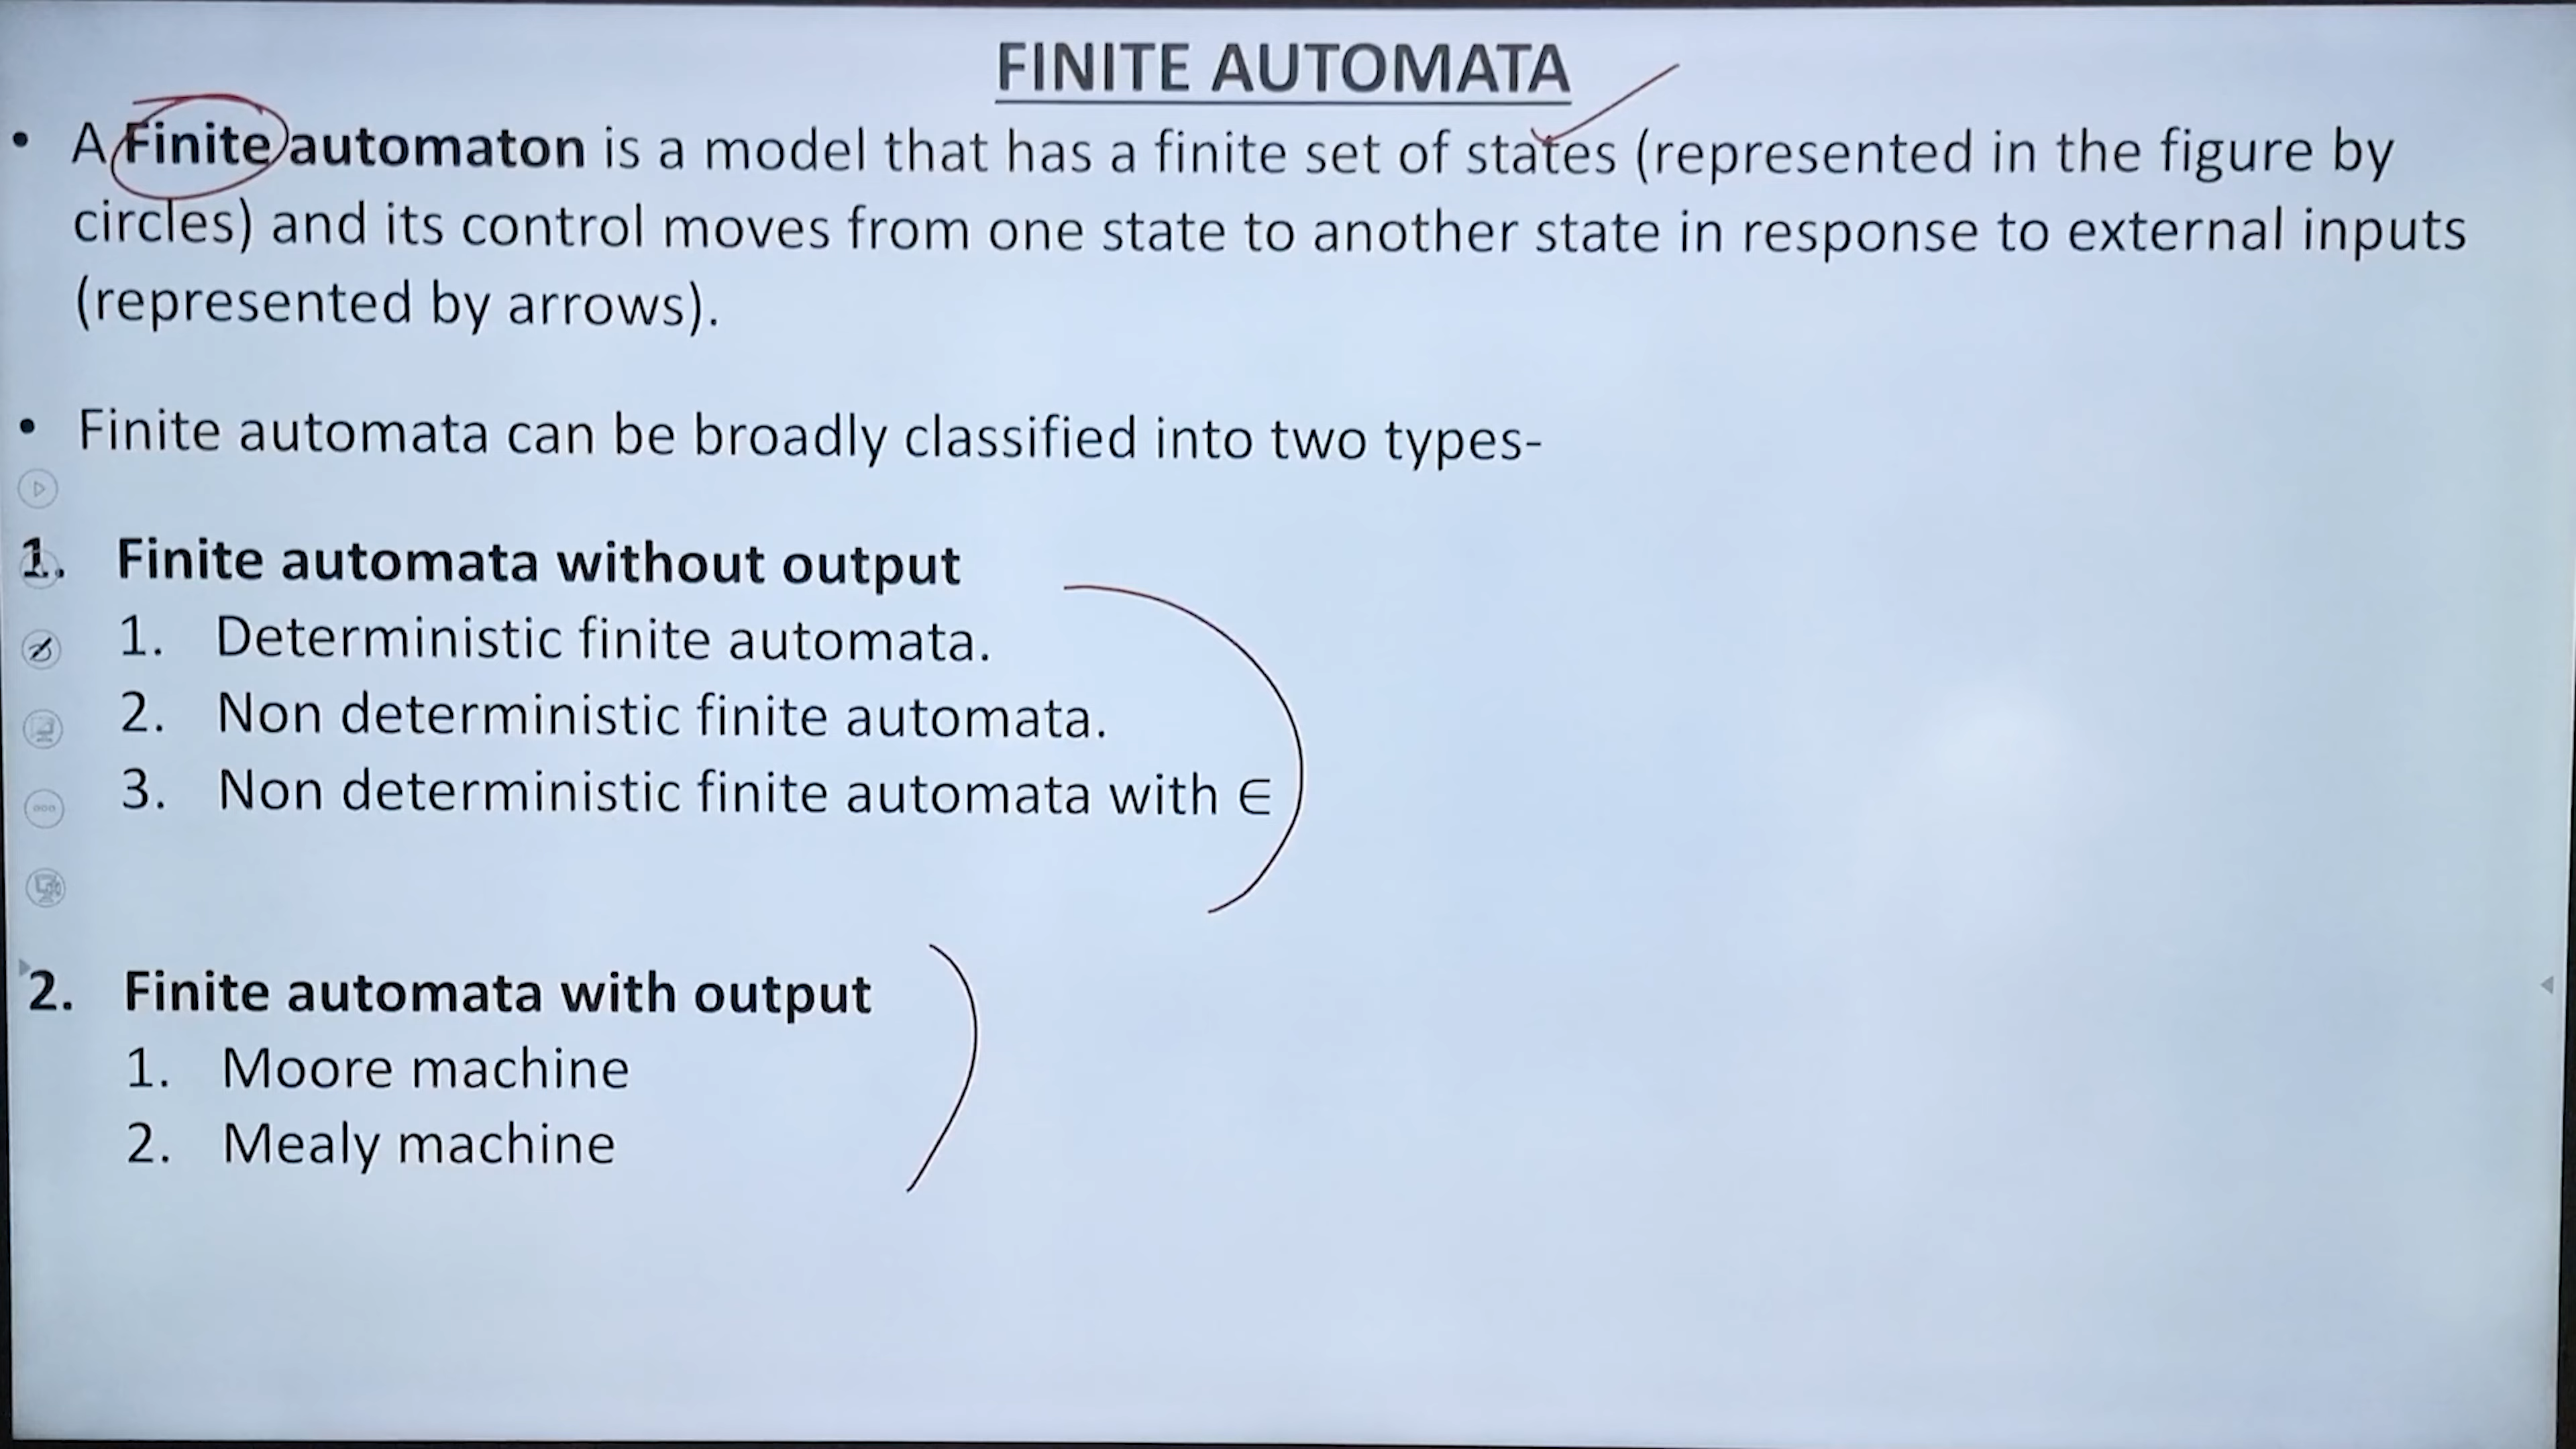 FINITE AUTOMATA
• A Finite automaton is a model that has a finite set of states (represented in the figure by
circles) and its control moves from one state to another state in response to external inputs
(represented by arrows).
• Finite automata can be broadly classified into two types-
1. Finite automata without output
1. Deterministic finite automata.
2. Non deterministic finite automata.
3. Non deterministic finite automata with ∈
2. Finite automata with output
1. Moore machine
2. Mealy machine